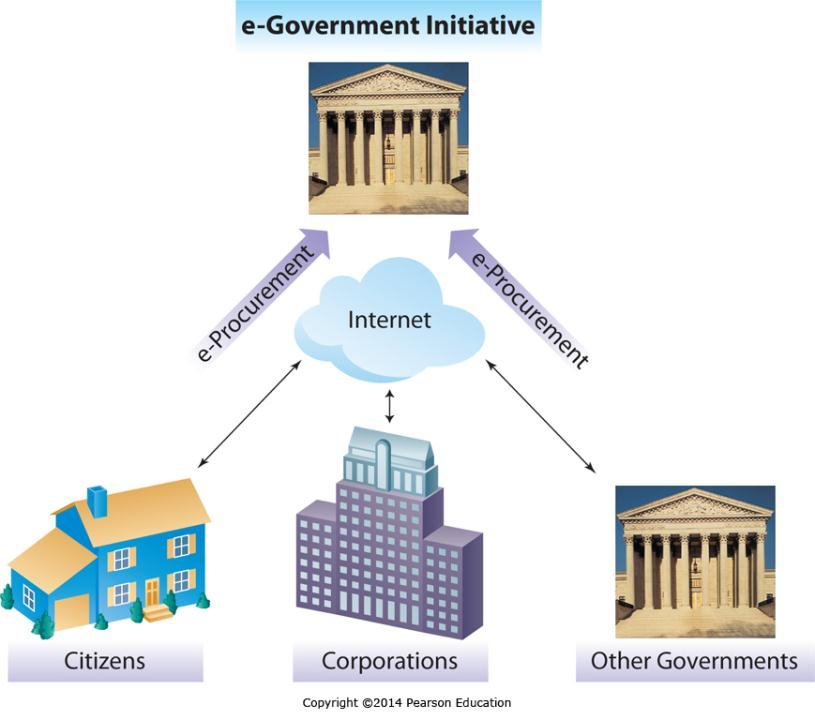 e-Government Initiative
e-Procurement
e-Procurement
Internet
Citizens
Corporations
Other Governments
Copyright ©2014 Pearson Education